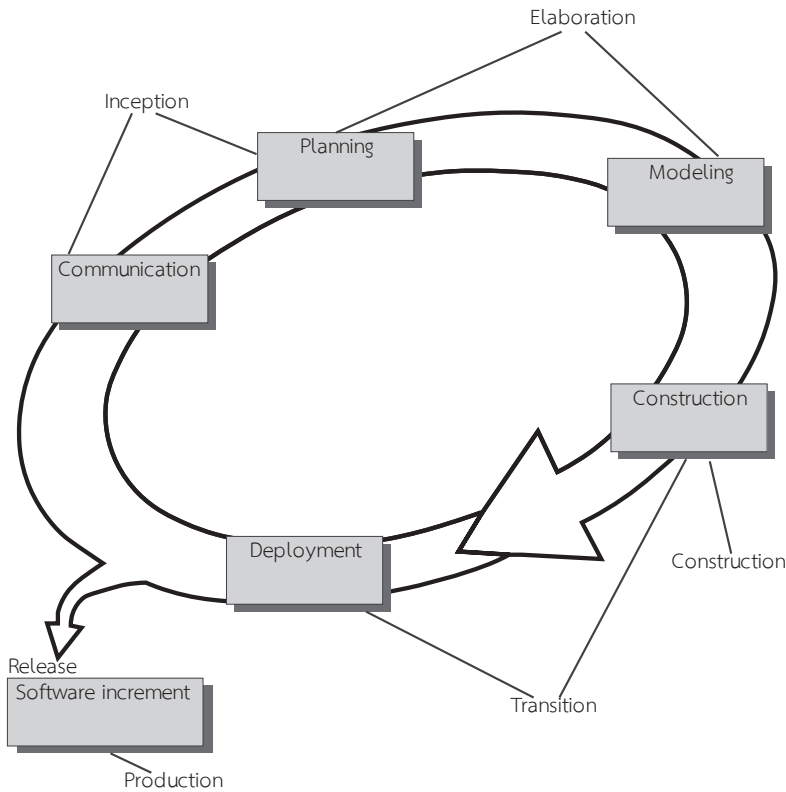 Elaboration
Inception
Planning
Modeling
Communication
Construction
Deployment
Construction
Release
Software increment
Transition
Production